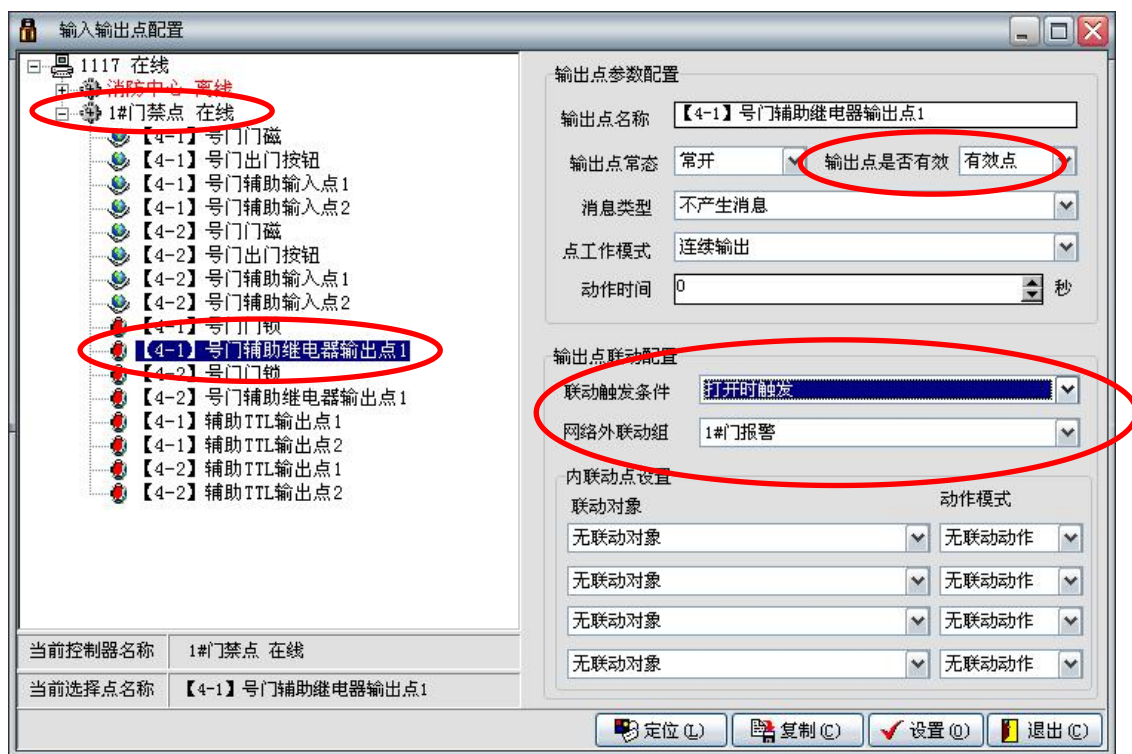 输入输出点配置
1117 在线
消防中心 离线
1#门禁点 在线
【4-1】号门门磁
【4-1】号门出门按钮
【4-1】号门辅助输入点1
【4-1】号门辅助输入点2
【4-2】号门门磁
【4-2】号门出门按钮
【4-2】号门辅助输入点1
【4-2】号门辅助输入点2
【4-1】号门门锁
【4-1】号门辅助继电器输出点1
【4-2】号门门锁
【4-2】号门辅助继电器输出点1
【4-1】辅助TTL输出点1
【4-1】辅助TTL输出点2
【4-2】辅助TTL输出点1
【4-2】辅助TTL输出点2
当前控制器名称 1#门禁点 在线
当前选择点名称 【4-1】号门辅助继电器输出点1
输出点参数配置
输出点名称 【4-1】号门辅助继电器输出点1
输出点常态 常开 输出点是否有效 有效点
消息类型 不产生消息
点工作模式 连续输出
动作时间 0 秒
输出点联动配置
联动触发条件 打开时触发
网络外联动组 1#门报警
内联动点设置
联动对象 动作模式
无联动对象 无联动动作
无联动对象 无联动动作
无联动对象 无联动动作
无联动对象 无联动动作
定位(L) 复制(C) 设置(O) 退出(C)